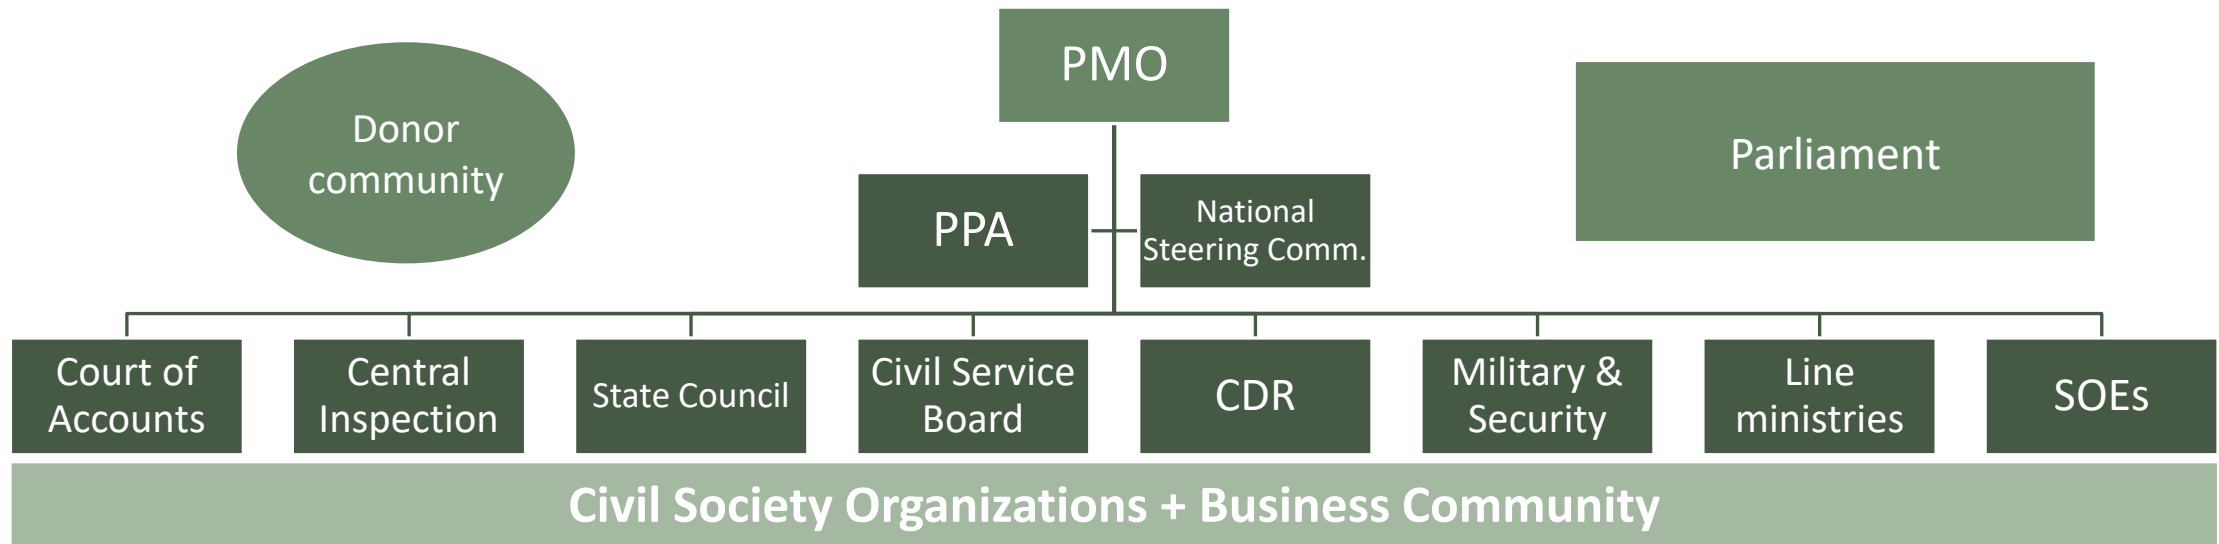 PMO
Donor
community
Parliament
PPA
National
Steering Comm.
Court of
Accounts
Central
Inspection
State Council
Civil Service
Board
CDR
Military &
Security
Line
ministries
SOEs
Civil Society Organizations + Business Community